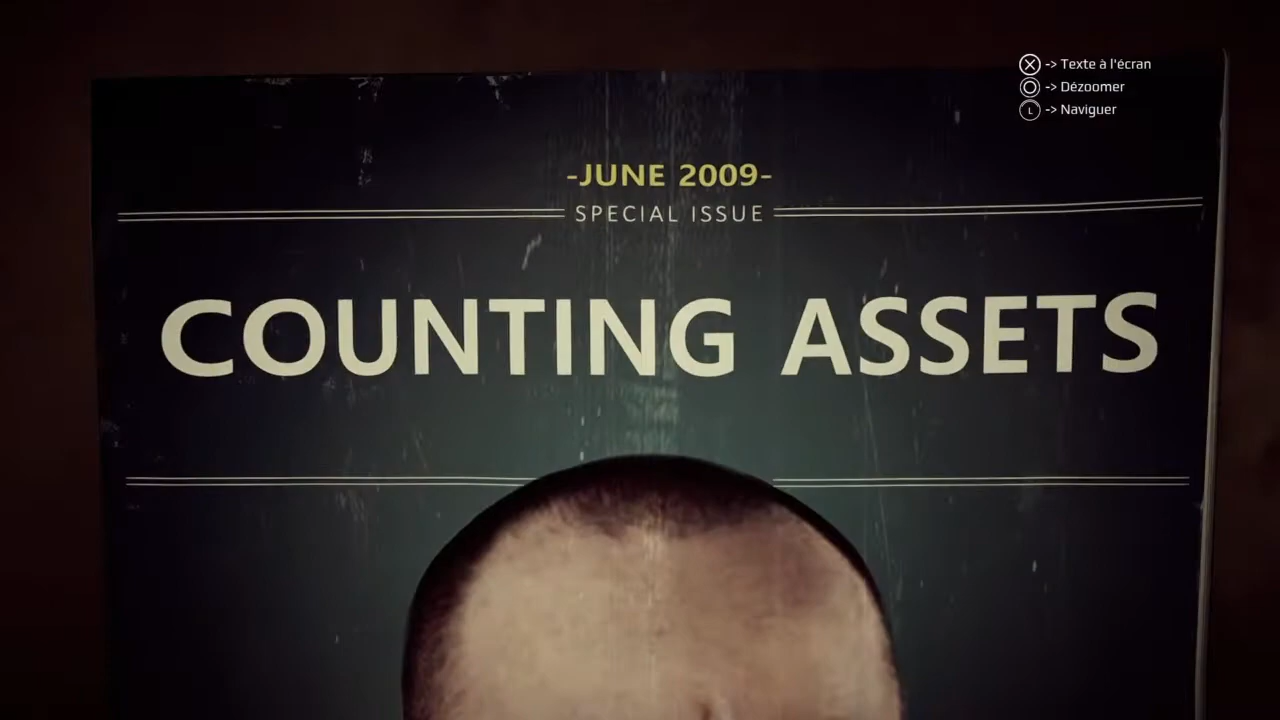 -> Texte à l'écran
-> Dézoomer
L -> Naviguer
-JUNE 2009-
SPECIAL ISSUE
COUNTING ASSETS